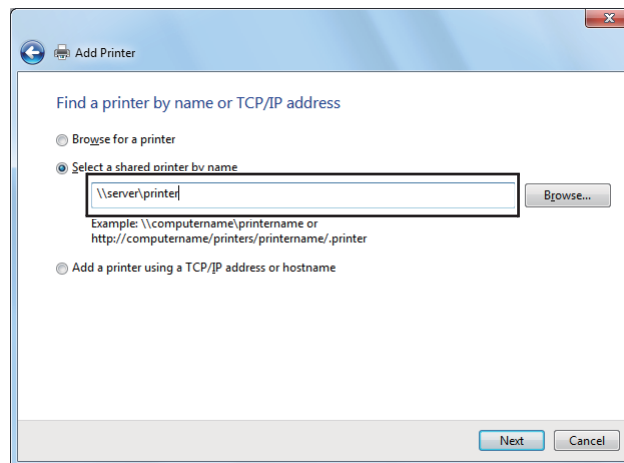 Add Printer
Find a printer by name or TCP/IP address
Browse for a printer
Select a shared printer by name
\\server\printer
Browse...
Example: \\computername\printername or
http://computername/printers/printername/.printer
Add a printer using a TCP/IP address or hostname
Next
Cancel